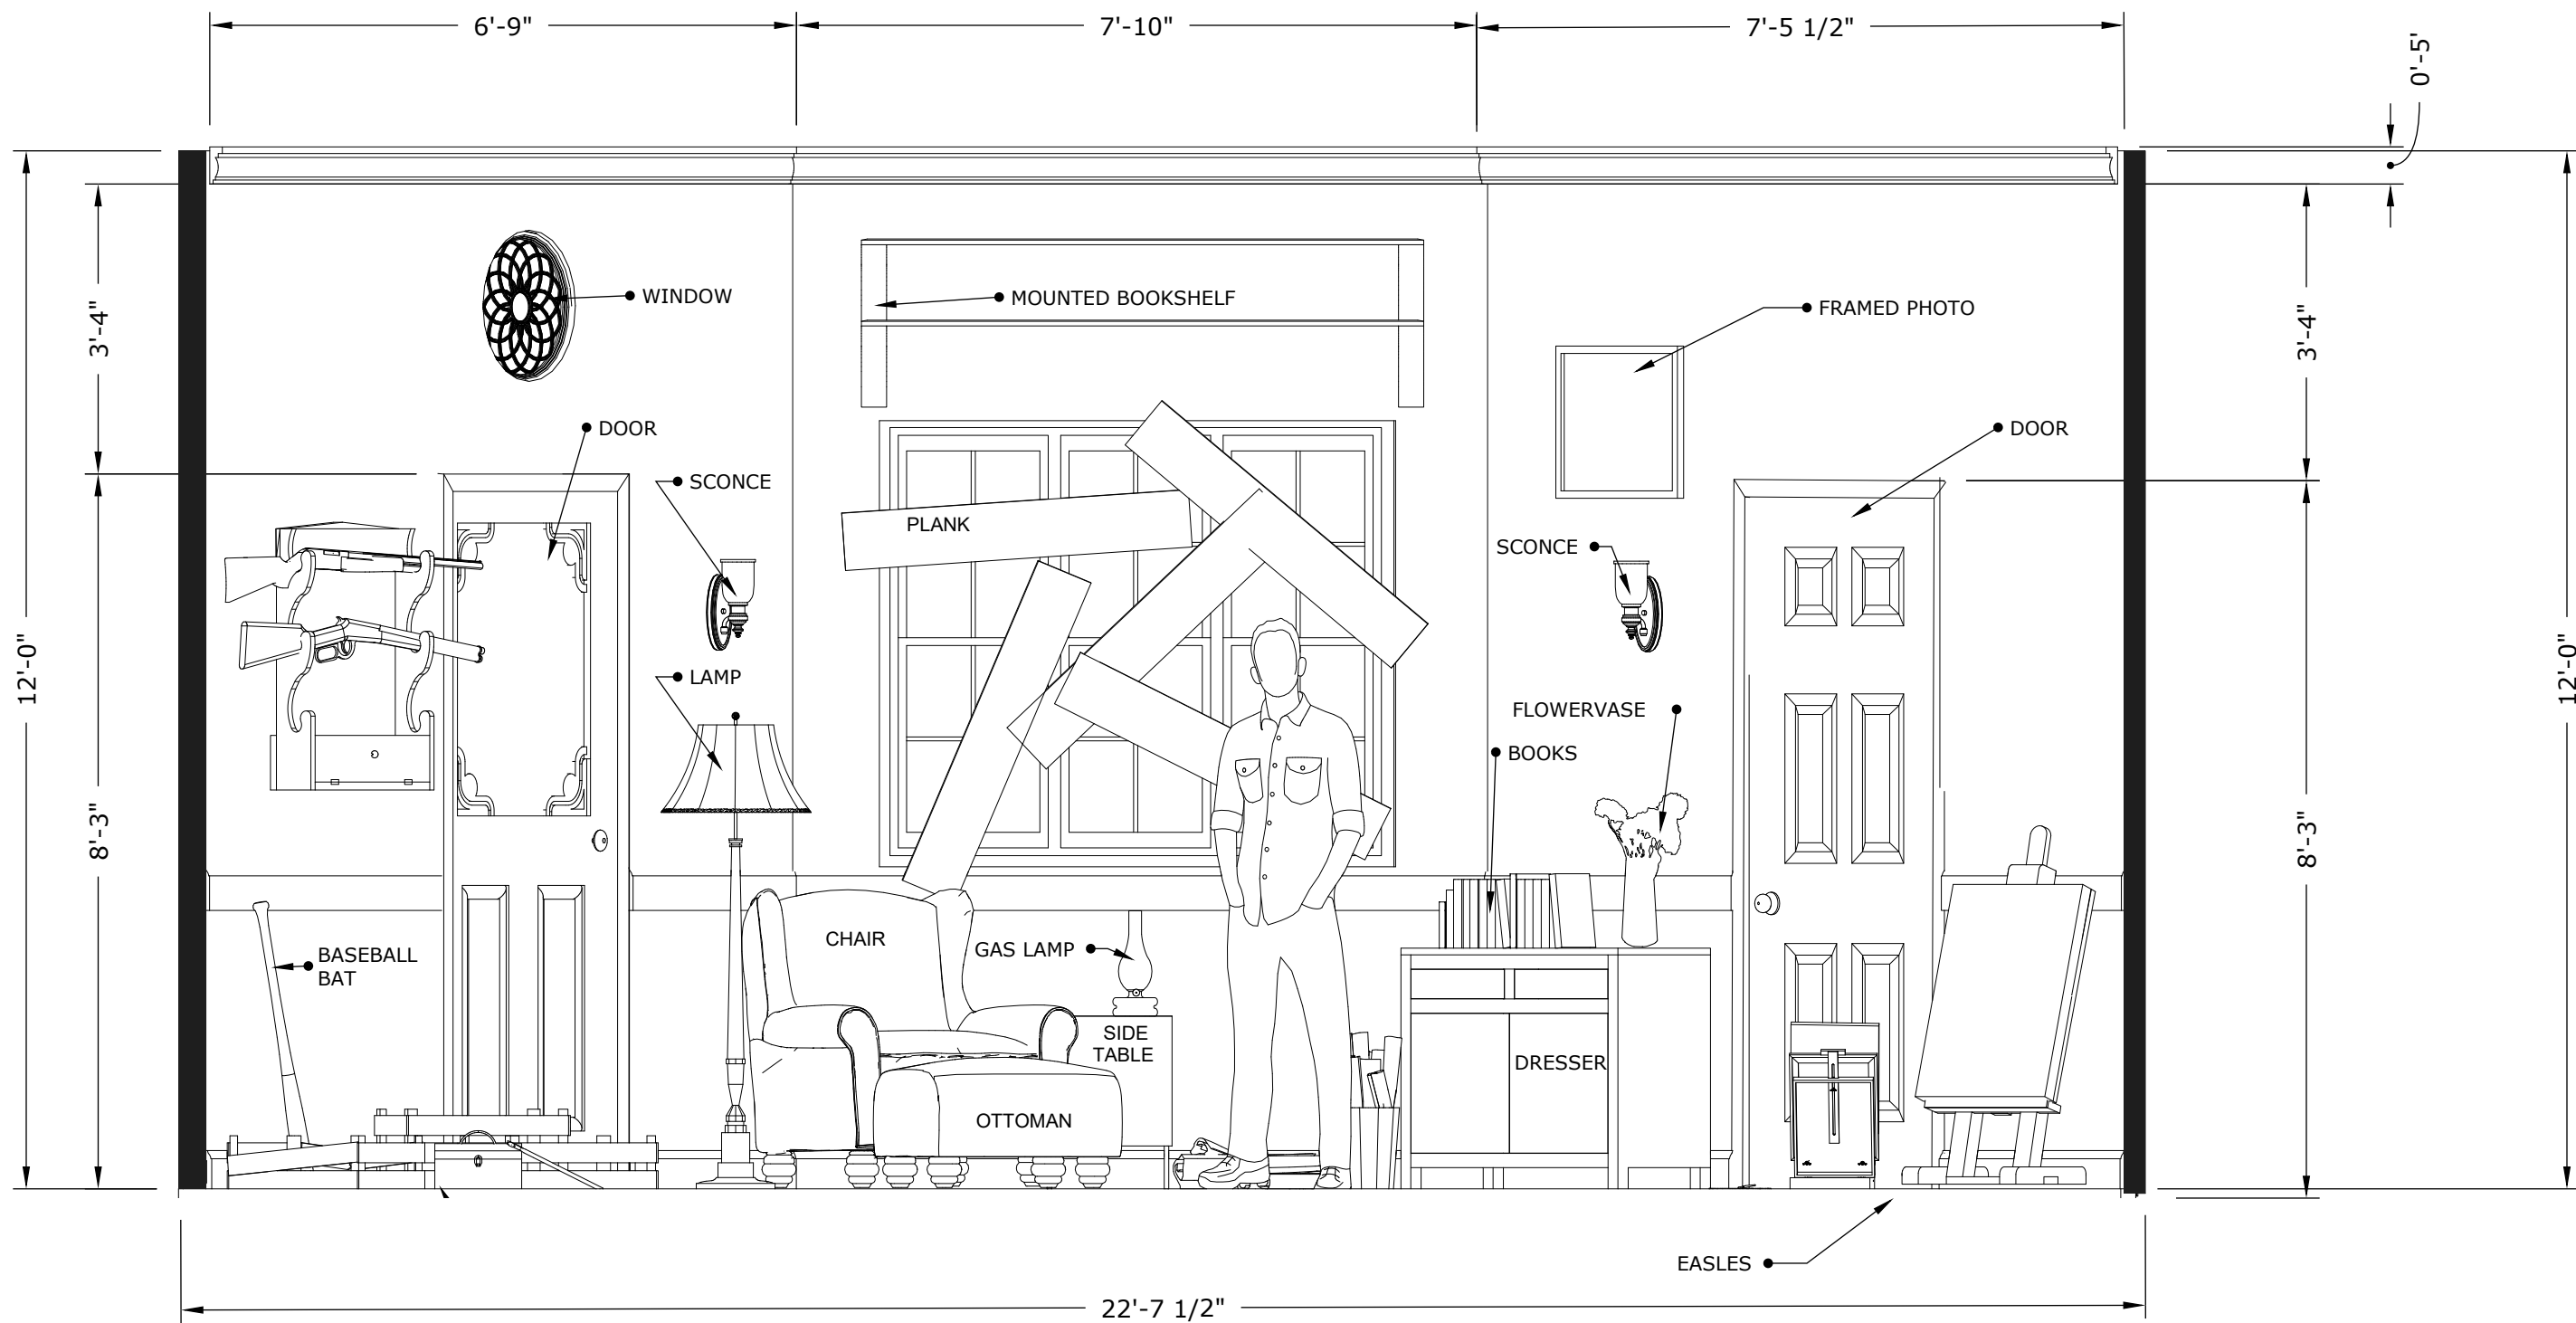 6'-9"
7'-10"
7'-5 1/2"
0'-5'
12'-0"
3'-4"
8'-3"
WINDOW
MOUNTED BOOKSHELF
FRAMED PHOTO
DOOR
DOOR
SCONCE
PLANK
SCONCE
LAMP
FLOWERVASE
BOOKS
CHAIR
GAS LAMP
BASEBALL
BAT
SIDE
TABLE
DRESSER
OTTOMAN
3'-4"
8'-3"
12'-0"
EASLES
22'-7 1/2"